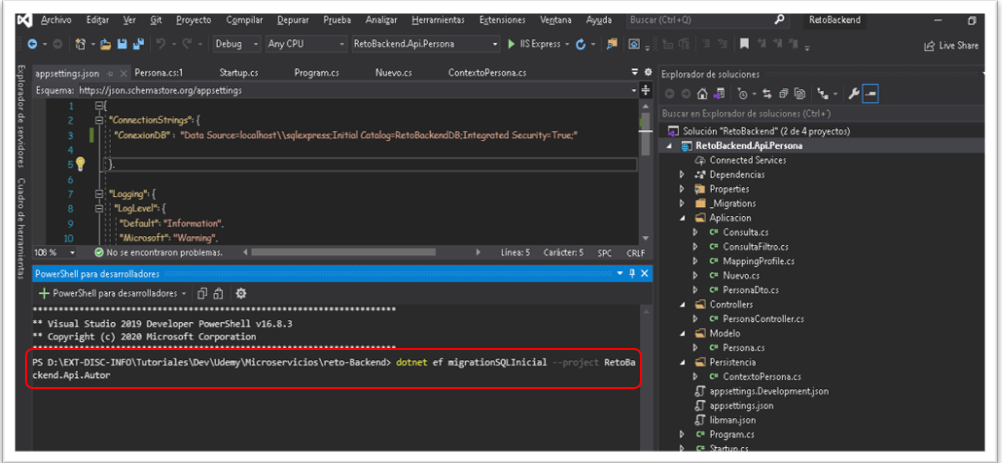 Archivo Editar Ver Git Proyecto Compilar Depurar Prueba Analizar Herramientas Extensiones Ventana Ayuda Buscar (Ctrl+Q) RetoBackend
Debug Any CPU RetoBackend.Api.Persona IIS Express Live Share
Explorador de servidores
Cuadro de herramientas
appsettings.json Persona.cs:1 Startup.cs Program.cs Nuevo.cs ContextoPersona.cs
Esquema: https://json.schemastore.org/appsettings
1 {
2 "ConnectionStrings": {
3 "ConexionDB" : "Data Source=localhost\\sqlexpress;Initial Catalog=RetoBackendDB;Integrated Security=True;"
4
5 },
6
7 "Logging": {
8 "LogLevel": {
9 "Default": "Information",
10 "Microsoft": "Warning",
108 % No se encontraron problemas. Línea: 5 Carácter: 5 SPC CRLF
PowerShell para desarrolladores
+ PowerShell para desarrolladores
**********************************************************************
** Visual Studio 2019 Developer PowerShell v16.8.3
** Copyright (c) 2020 Microsoft Corporation
**********************************************************************
PS D:\EXT-DISC-INFO\Tutoriales\Dev\Udemy\Microservicios\reto-Backend> dotnet ef migrationSQLInicial --project RetoBa
ckend.Api.Autor
Explorador de soluciones
Buscar en Explorador de soluciones (Ctrl+')
Solución "RetoBackend" (2 de 4 proyectos)
RetoBackend.Api.Persona
Connected Services
Dependencias
Properties
_Migrations
Aplicacion
C# Consulta.cs
C# ConsultaFiltro.cs
C# MappingProfile.cs
C# Nuevo.cs
C# PersonaDto.cs
Controllers
C# PersonaController.cs
Modelo
C# Persona.cs
Persistencia
C# ContextoPersona.cs
appsettings.Development.json
appsettings.json
libman.json
C# Program.cs
C# Startup.cs